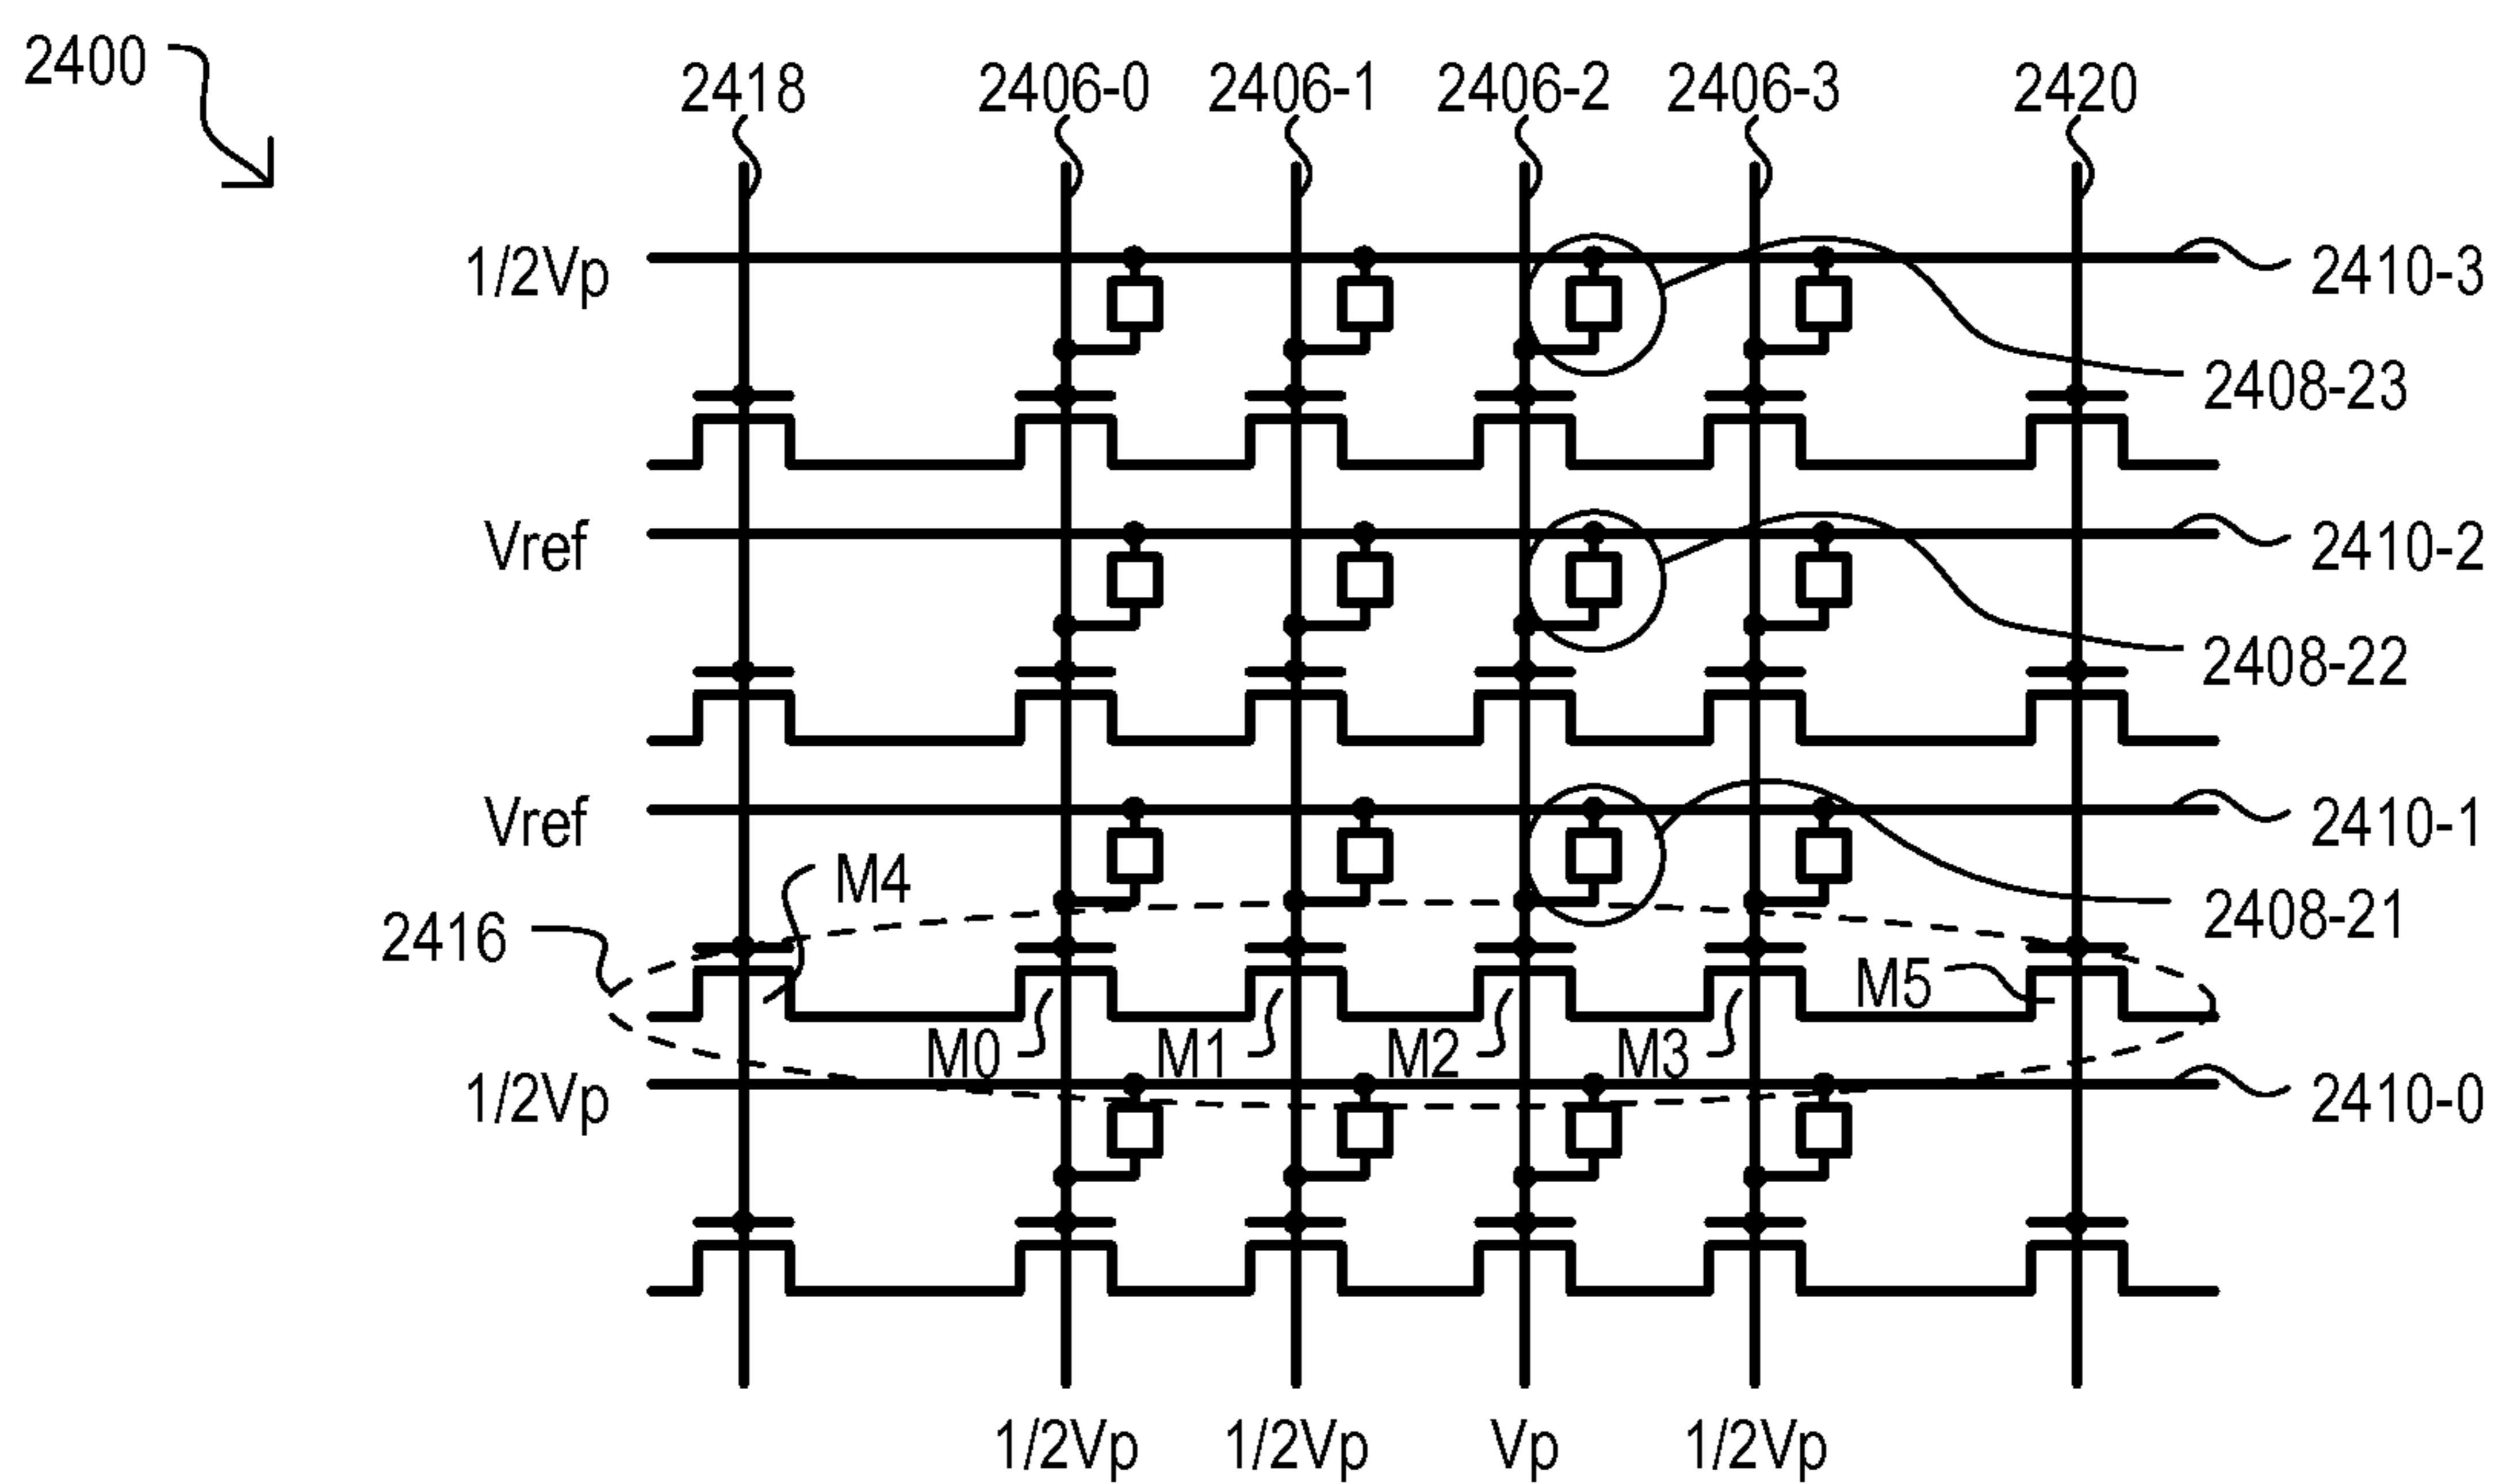 2400
2418 2406-0 2406-1 2406-2 2406-3 2420
1/2Vp 2410-3
2408-23
Vref 2410-2
2408-22
Vref 2410-1
M4
2416 2408-21
M5
M0 M1 M2 M3
1/2Vp 2410-0
1/2Vp 1/2Vp Vp 1/2Vp